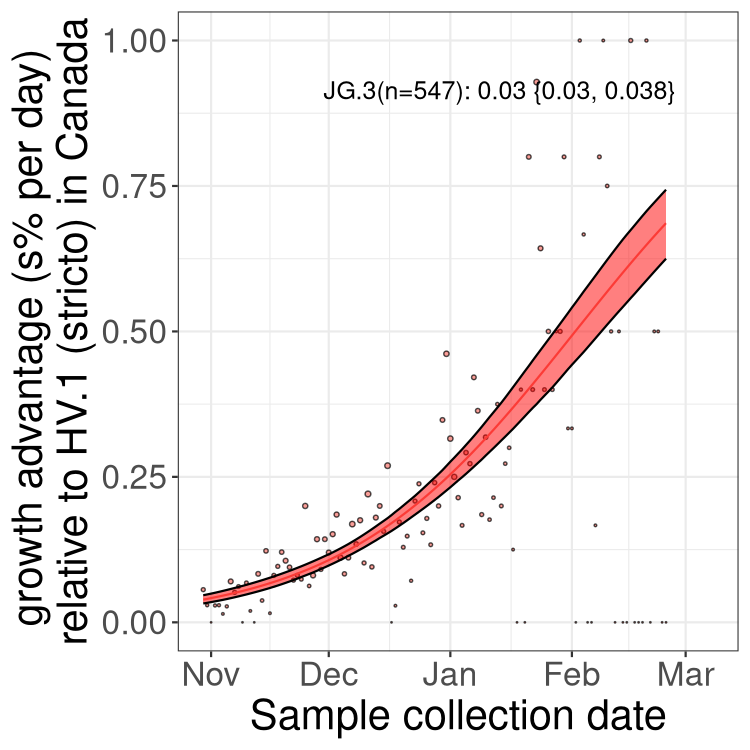 growth advantage (s% per day)
relative to HV.1 (stricto) in Canada
1.00
0.75
0.50
0.25
0.00
JG.3(n=547): 0.03 {0.03, 0.038}
Nov Dec Jan Feb Mar
Sample collection date